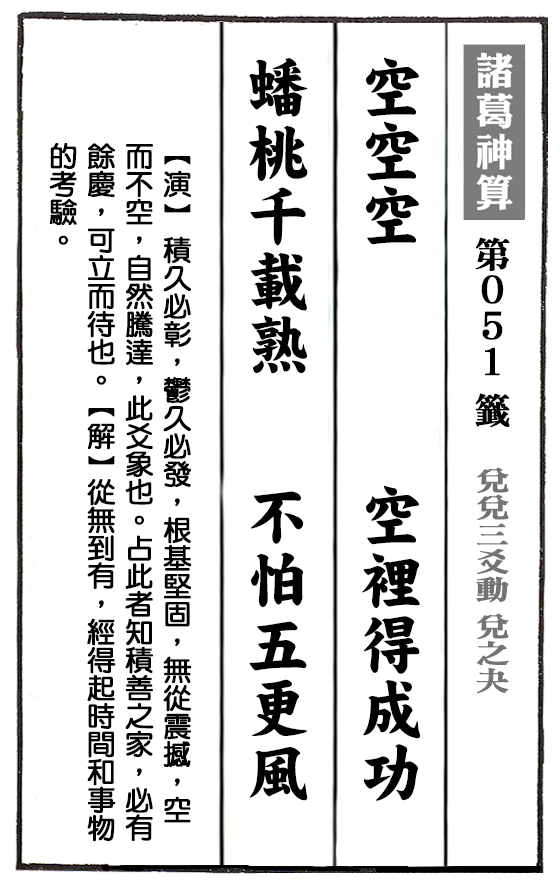 諸葛神算 第051籤 兌兌三爻動 兌之夬
空空空 空裡得成功
蟠桃千載熟 不怕五更風
【演】積久必彰，鬱久必發，根基堅固，無從震撼，空
而不空，自然騰達，此爻象也。占此者知積善之家，必有
餘慶，可立而待也。【解】從無到有，經得起時間和事物
的考驗。